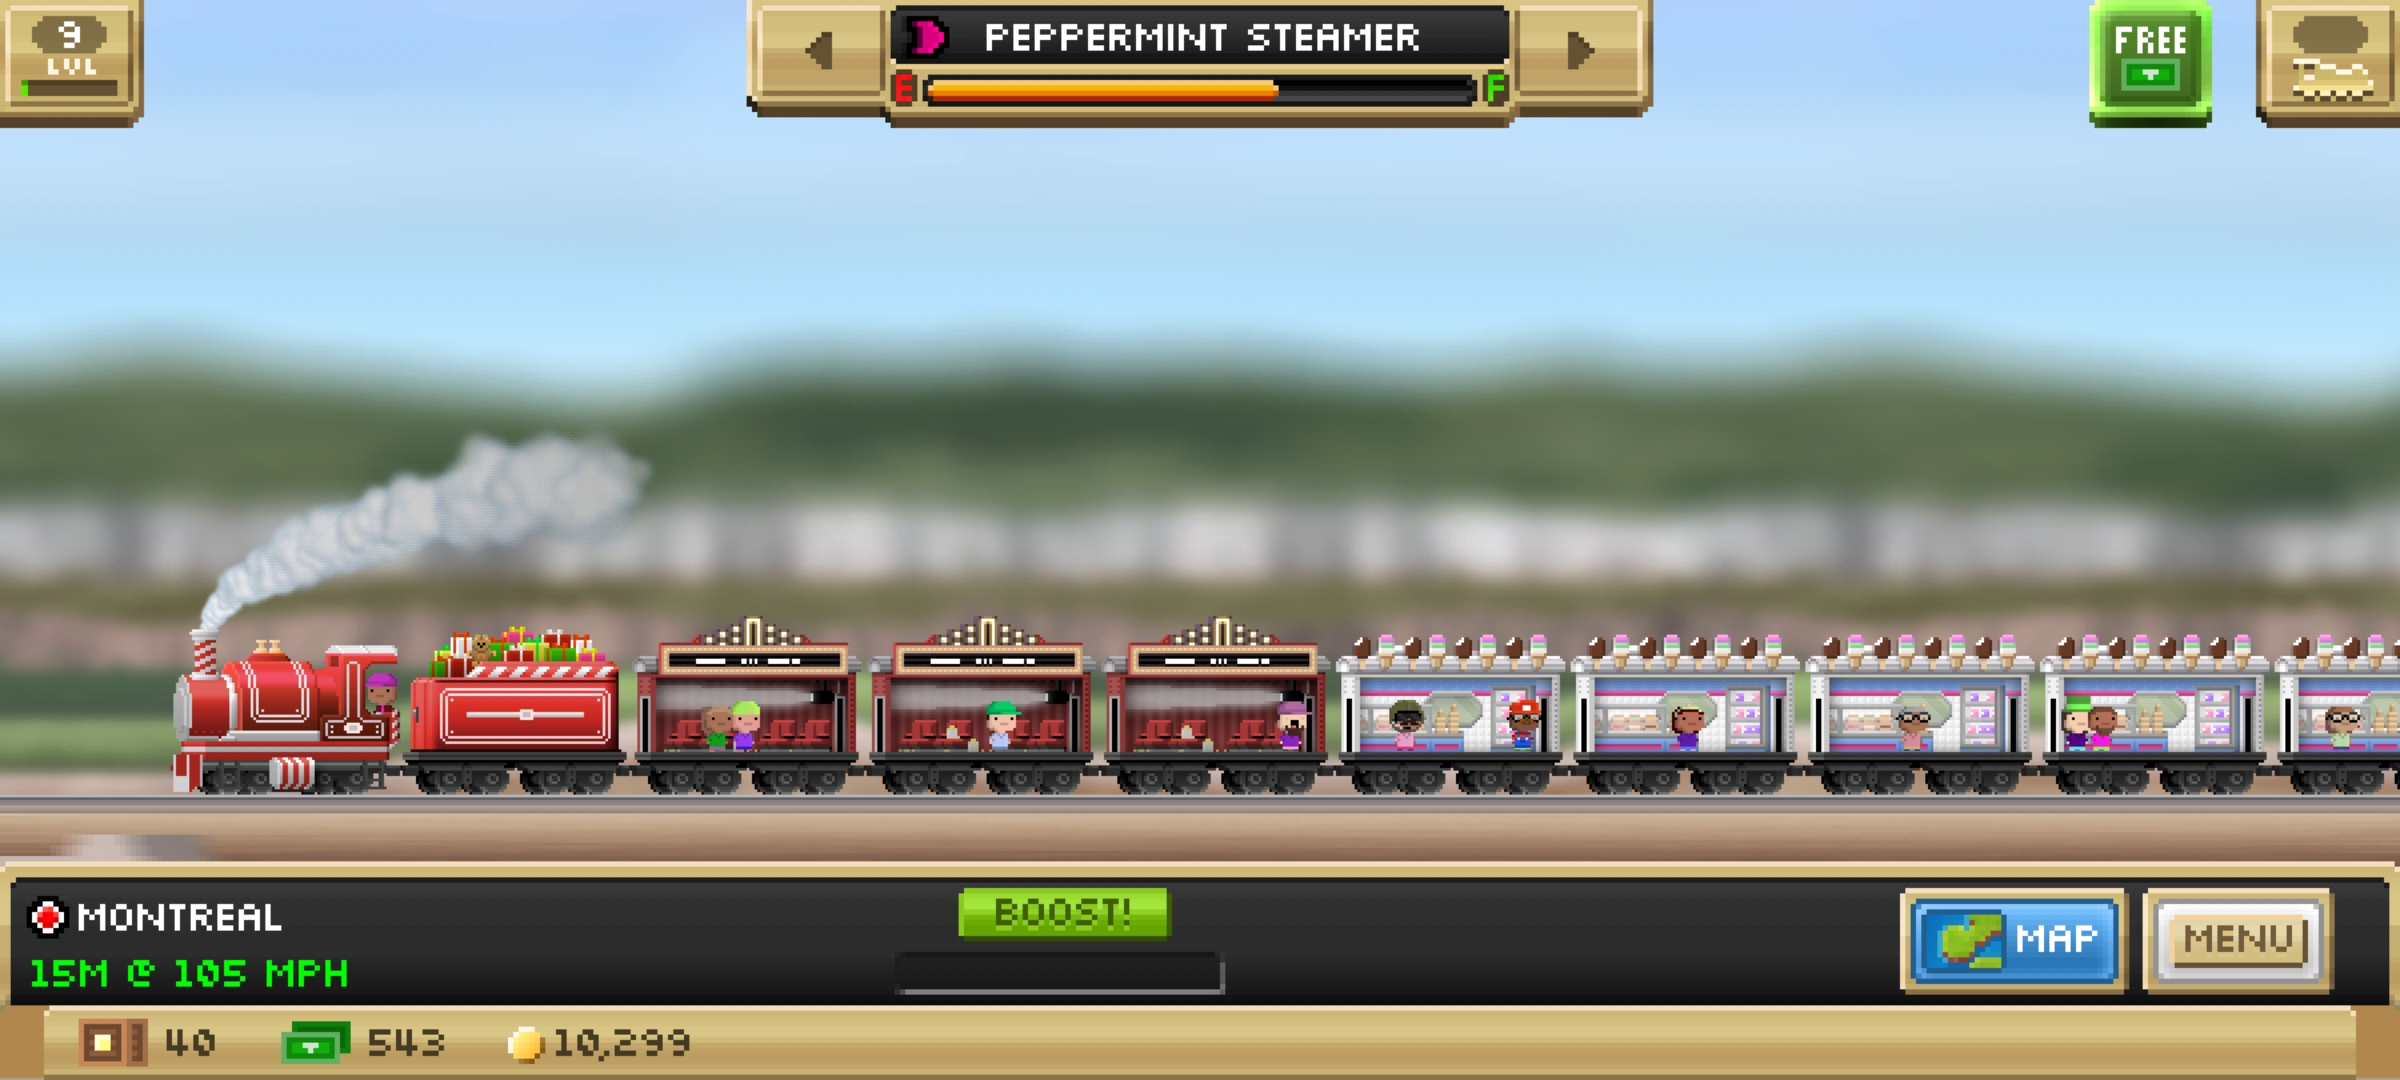 9
LVL
PEPPERMINT STEAMER
E F
FREE
MONTREAL
15M @ 105 MPH
BOOST!
MAP
MENU
40
543
10,299